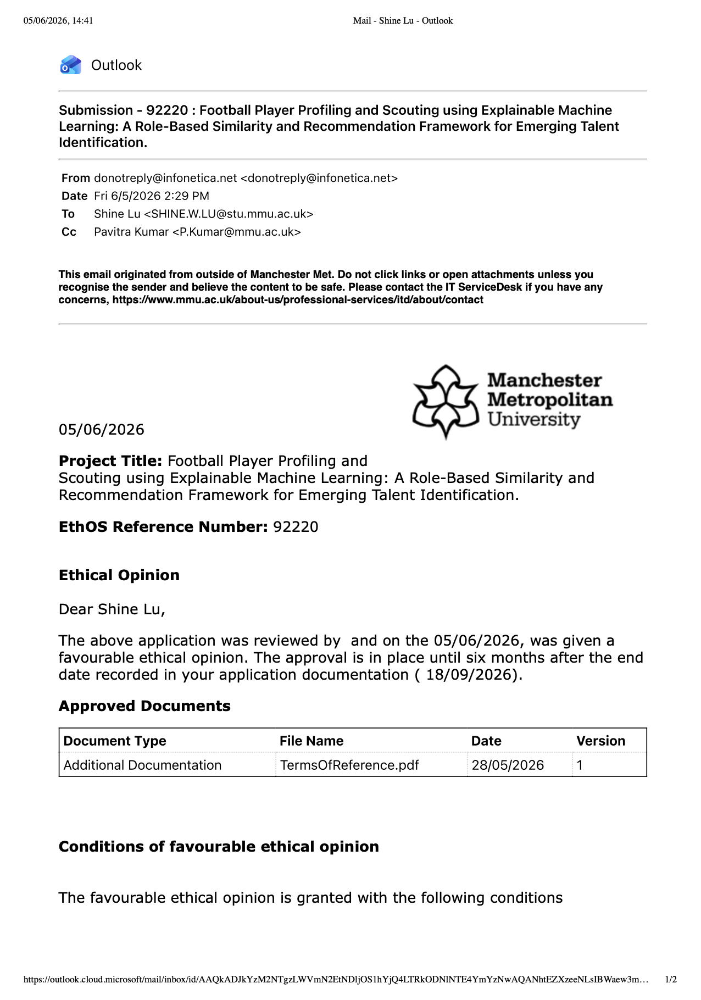 05/06/2026, 14:41
Mail - Shine Lu - Outlook
Outlook
Submission - 92220 : Football Player Profiling and Scouting using Explainable Machine
Learning: A Role-Based Similarity and Recommendation Framework for Emerging Talent
Identification.
From donotreply@infonetica.net <donotreply@infonetica.net>
Date Fri 6/5/2026 2:29 PM
To Shine Lu <SHINE.W.LU@stu.mmu.ac.uk>
Cc Pavitra Kumar <P.Kumar@mmu.ac.uk>
This email originated from outside of Manchester Met. Do not click links or open attachments unless you
recognise the sender and believe the content to be safe. Please contact the IT ServiceDesk if you have any
concerns, https://www.mmu.ac.uk/about-us/professional-services/itd/about/contact
Manchester
Metropolitan
University
05/06/2026
Project Title: Football Player Profiling and
Scouting using Explainable Machine Learning: A Role-Based Similarity and
Recommendation Framework for Emerging Talent Identification.
EthOS Reference Number: 92220
Ethical Opinion
Dear Shine Lu,
The above application was reviewed by  and on the 05/06/2026, was given a
favourable ethical opinion. The approval is in place until six months after the end
date recorded in your application documentation ( 18/09/2026).
Approved Documents
Document Type File Name Date Version
Additional Documentation TermsOfReference.pdf 28/05/2026 1
Conditions of favourable ethical opinion
The favourable ethical opinion is granted with the following conditions
https://outlook.cloud.microsoft/mail/inbox/id/AAQkADJkYzM2NTgzLWVmN2EtNDljOS1hYjQ4LTRkODNlNTE4YmYzNwAQANhtEZXzeeNLsIBWaew3m… 1/2